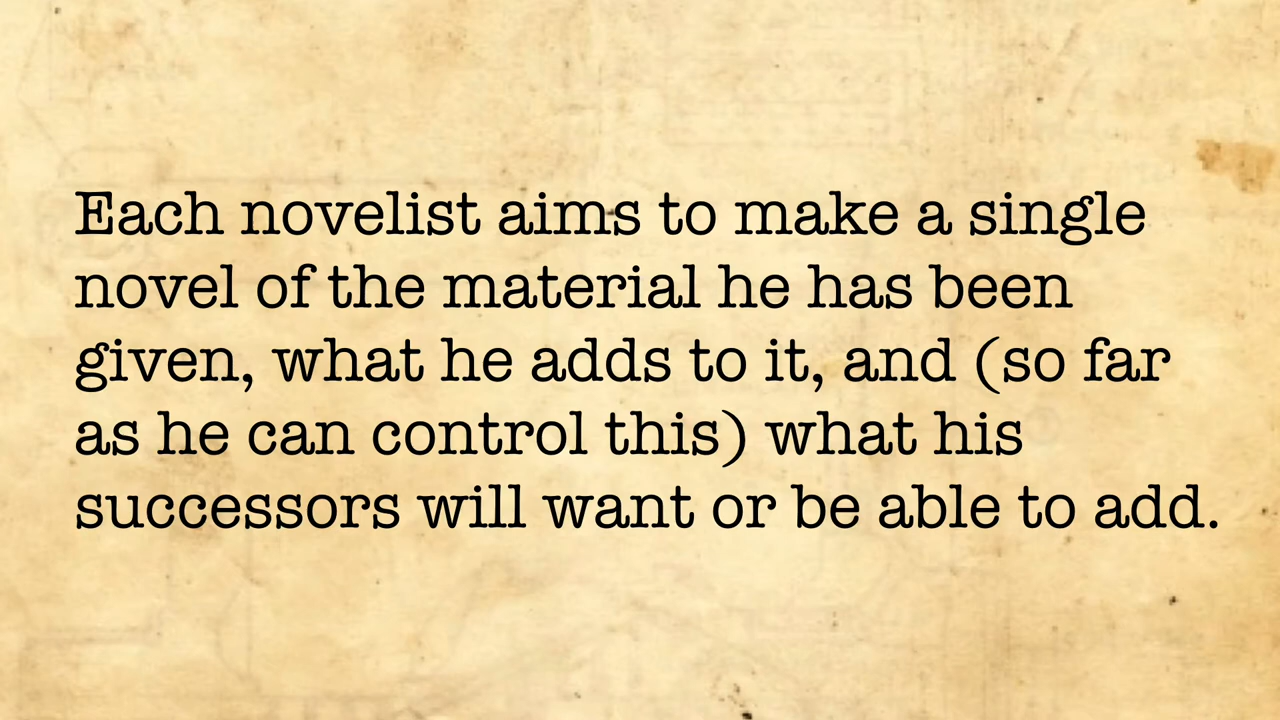 Each novelist aims to make a single
novel of the material he has been
given, what he adds to it, and (so far
as he can control this) what his
successors will want or be able to add.